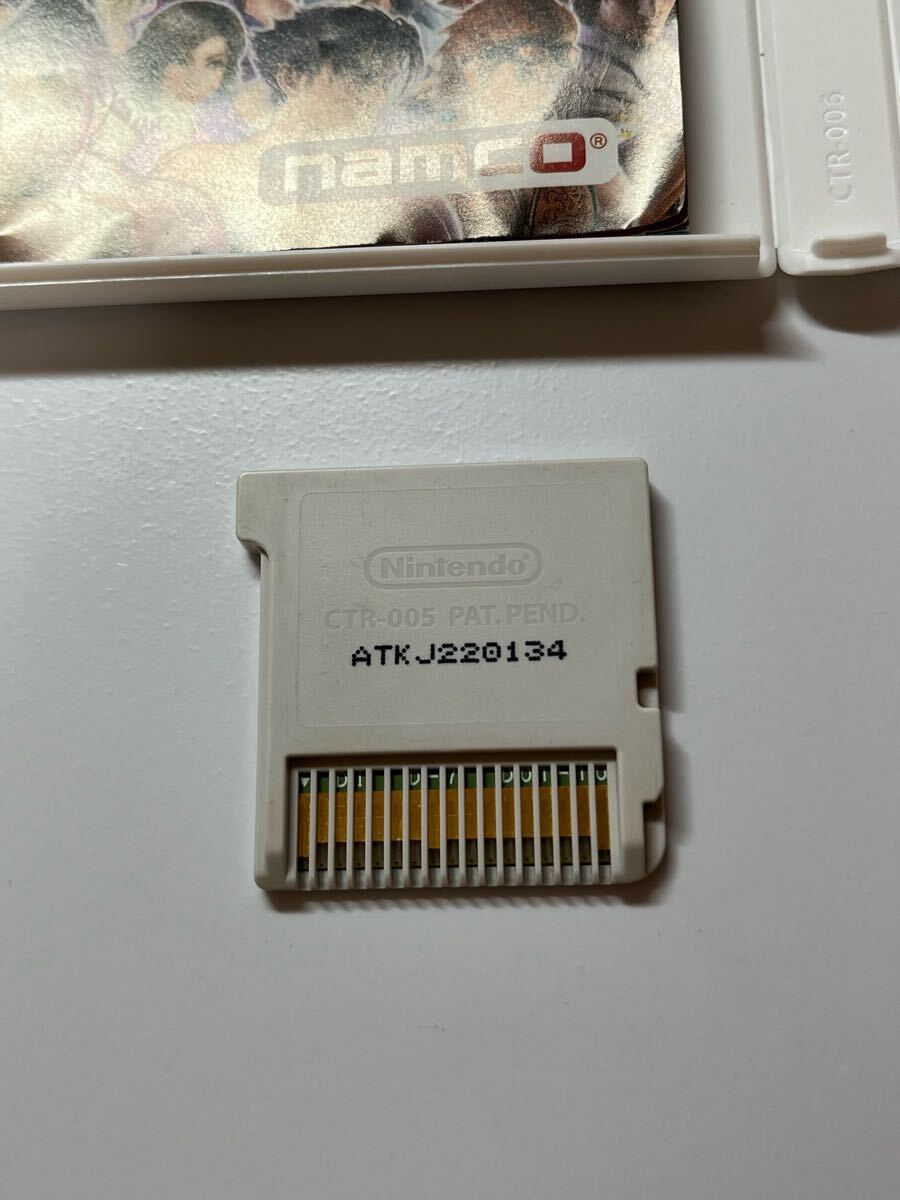 namco®
CTR-006
Nintendo®
CTR-005 PAT.PEND.
ATKJ220134